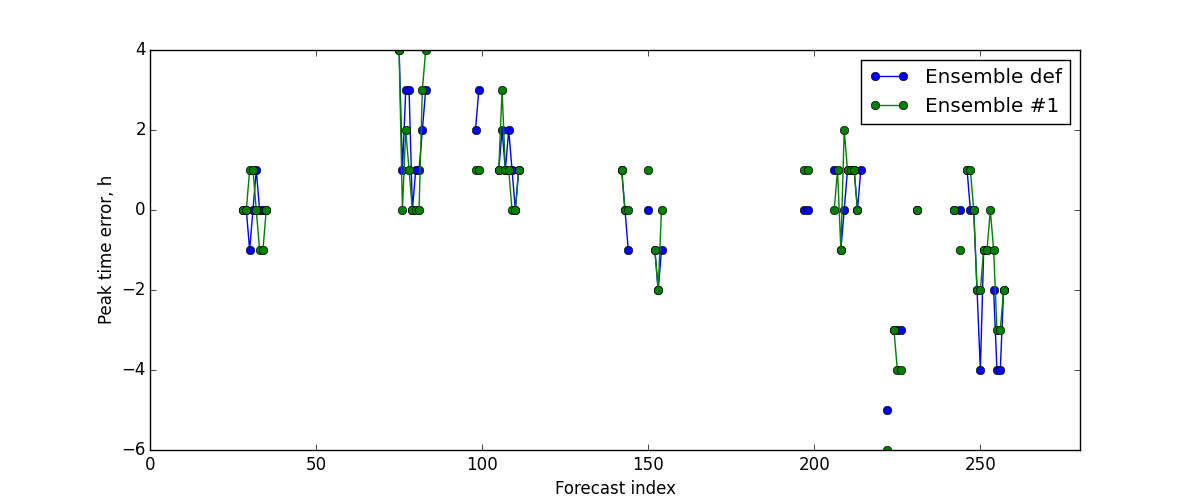 4
2
0
−2
−4
−6
Peak time error, h
Ensemble def
Ensemble #1
0 50 100 150 200 250
Forecast index